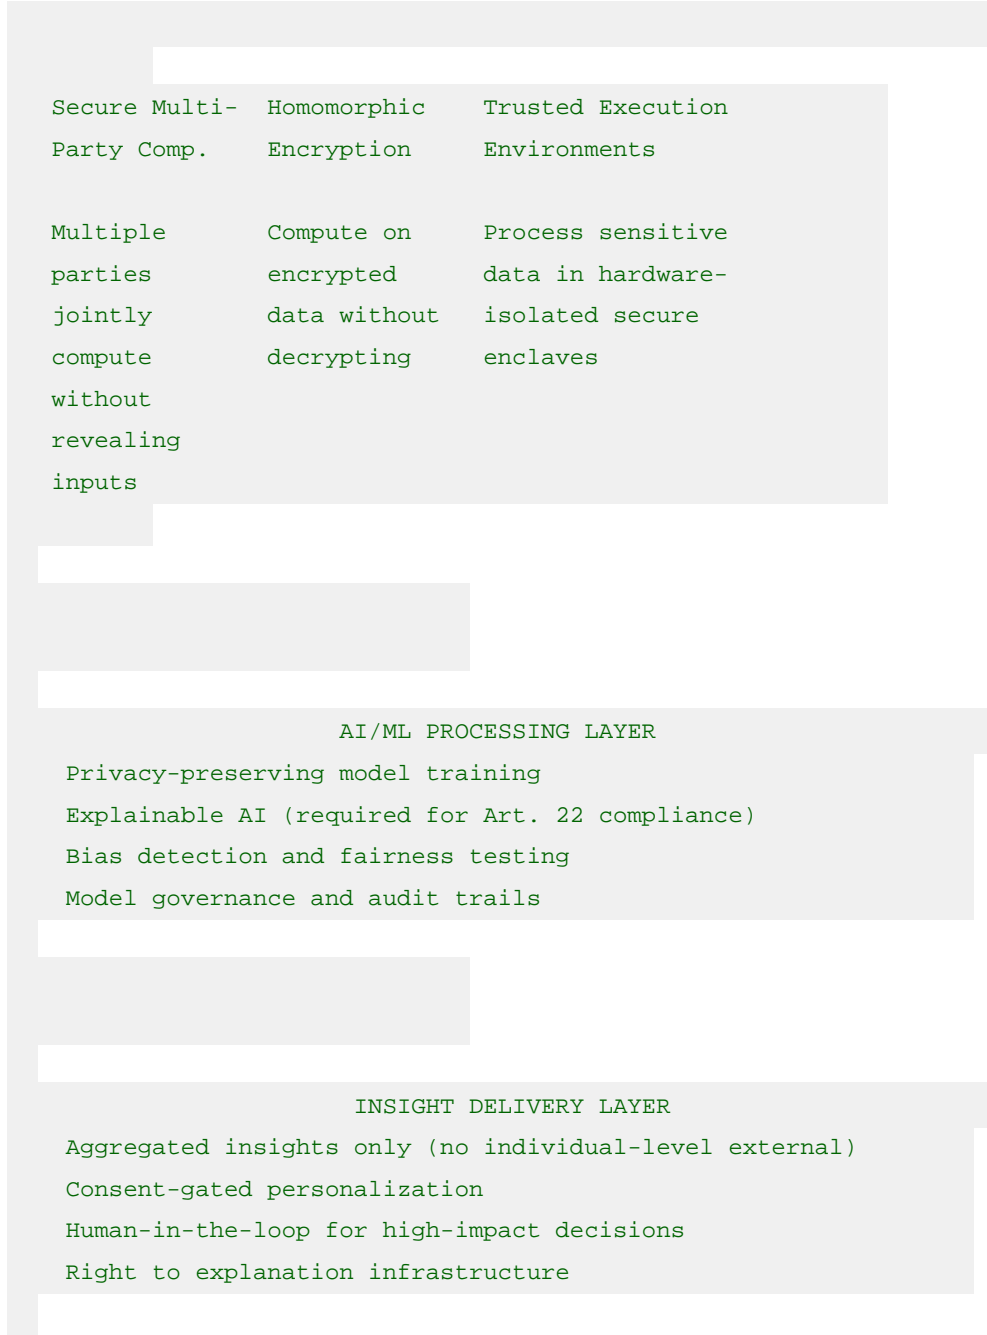 Secure Multi- Homomorphic Trusted Execution
Party Comp. Encryption Environments
Multiple Compute on Process sensitive
parties encrypted data in hardware-
jointly data without isolated secure
compute decrypting enclaves
without
revealing
inputs
AI/ML PROCESSING LAYER
Privacy-preserving model training
Explainable AI (required for Art. 22 compliance)
Bias detection and fairness testing
Model governance and audit trails
INSIGHT DELIVERY LAYER
Aggregated insights only (no individual-level external)
Consent-gated personalization
Human-in-the-loop for high-impact decisions
Right to explanation infrastructure